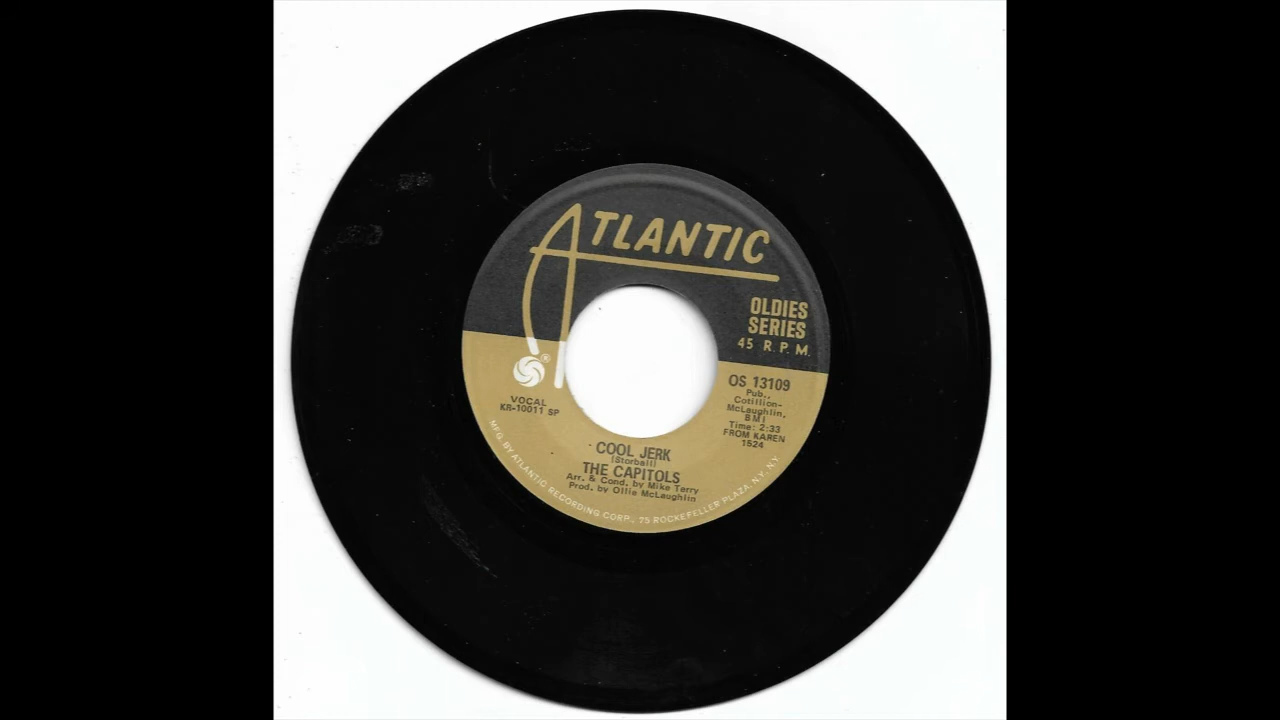 ATLANTIC
®
OLDIES
SERIES
45 R.P.M.
OS 13109
Pub.,
Cotillion-
McLaughlin,
BMI
Time: 2:33
FROM KAREN
1524
VOCAL
KR-10011 SP
COOL JERK
(Storball)
THE CAPITOLS
Arr. & Cond. by Mike Terry
Prod. by Ollie McLaughlin
MFG. BY ATLANTIC RECORDING CORP., 75 ROCKEFELLER PLAZA, N.Y. N.Y.